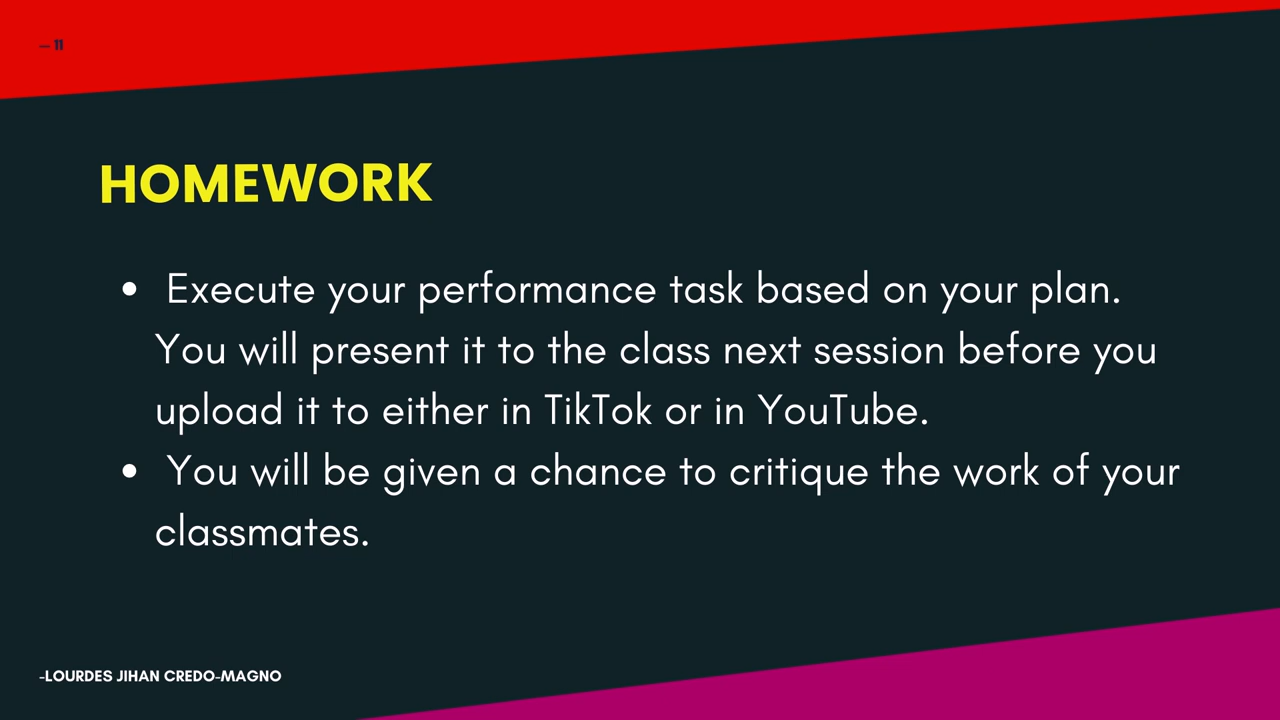 — 11
HOMEWORK
• Execute your performance task based on your plan.
You will present it to the class next session before you
upload it to either in TikTok or in YouTube.
• You will be given a chance to critique the work of your
classmates.
-LOURDES JIHAN CREDO-MAGNO